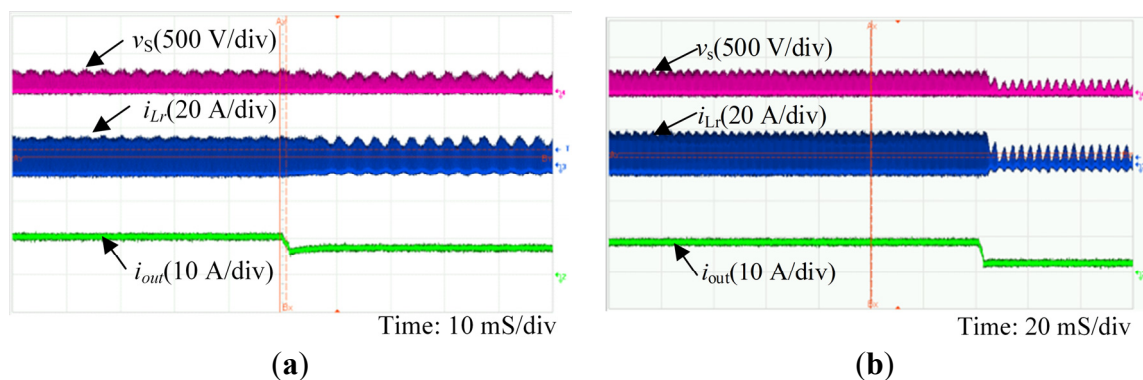 vS(500 V/div)
iLr(20 A/div)
iout(10 A/div)
Time: 10 mS/div
(a)
vs(500 V/div)
iLr(20 A/div)
iout(10 A/div)
Time: 20 mS/div
(b)